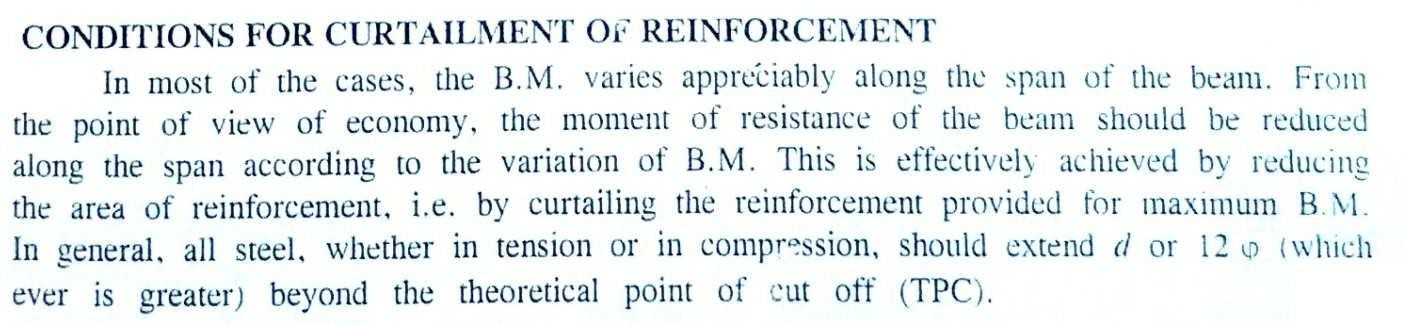 CONDITIONS FOR CURTAILMENT OF REINFORCEMENT
In most of the cases, the B.M. varies appreciably along the span of the beam. From
the point of view of economy, the moment of resistance of the beam should be reduced
along the span according to the variation of B.M. This is effectively achieved by reducing
the area of reinforcement, i.e. by curtailing the reinforcement provided for maximum B.M.
In general, all steel, whether in tension or in compression, should extend d or 12 φ (which
ever is greater) beyond the theoretical point of cut off (TPC).